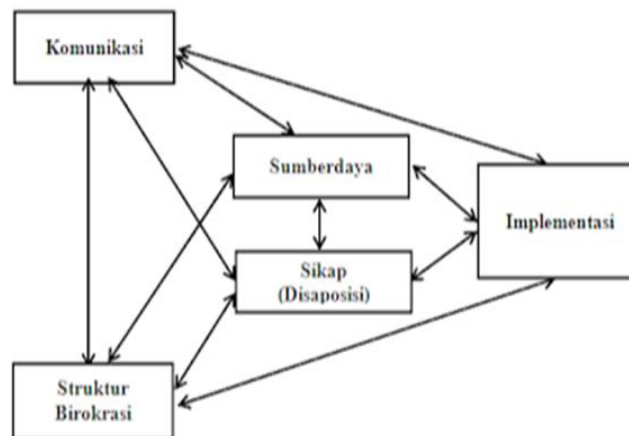 Komunikasi
Sumberdaya
Implementasi
Sikap
(Disaposisi)
Struktur
Birokrasi